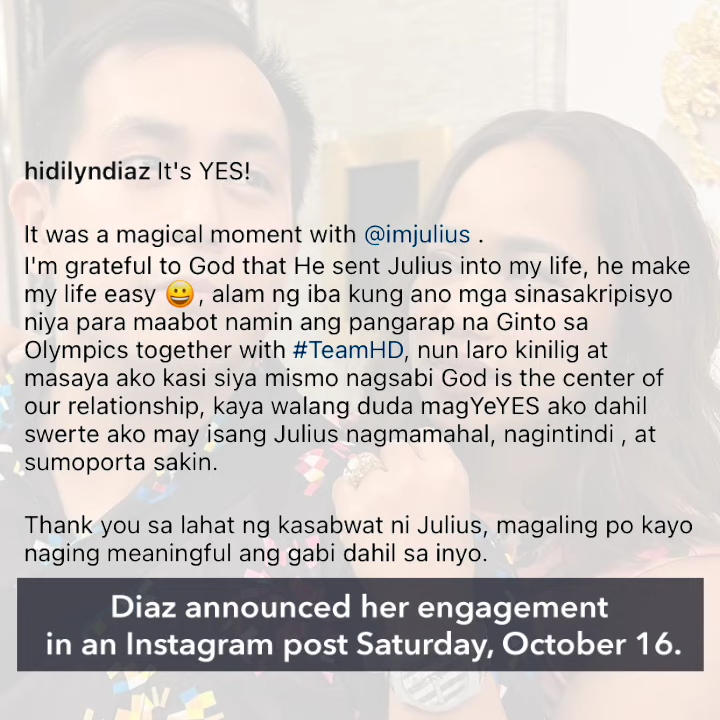 hidilyndiaz It's YES!
It was a magical moment with @imjulius .
I'm grateful to God that He sent Julius into my life, he make
my life easy 😀, alam ng iba kung ano mga sinasakripisyo
niya para maabot namin ang pangarap na Ginto sa
Olympics together with #TeamHD, nun laro kinilig at
masaya ako kasi siya mismo nagsabi God is the center of
our relationship, kaya walang duda magYeYES ako dahil
swerte ako may isang Julius nagmamahal, nagintindi , at
sumoporta sakin.
Thank you sa lahat ng kasabwat ni Julius, magaling po kayo
naging meaningful ang gabi dahil sa inyo.
Diaz announced her engagement
in an Instagram post Saturday, October 16.